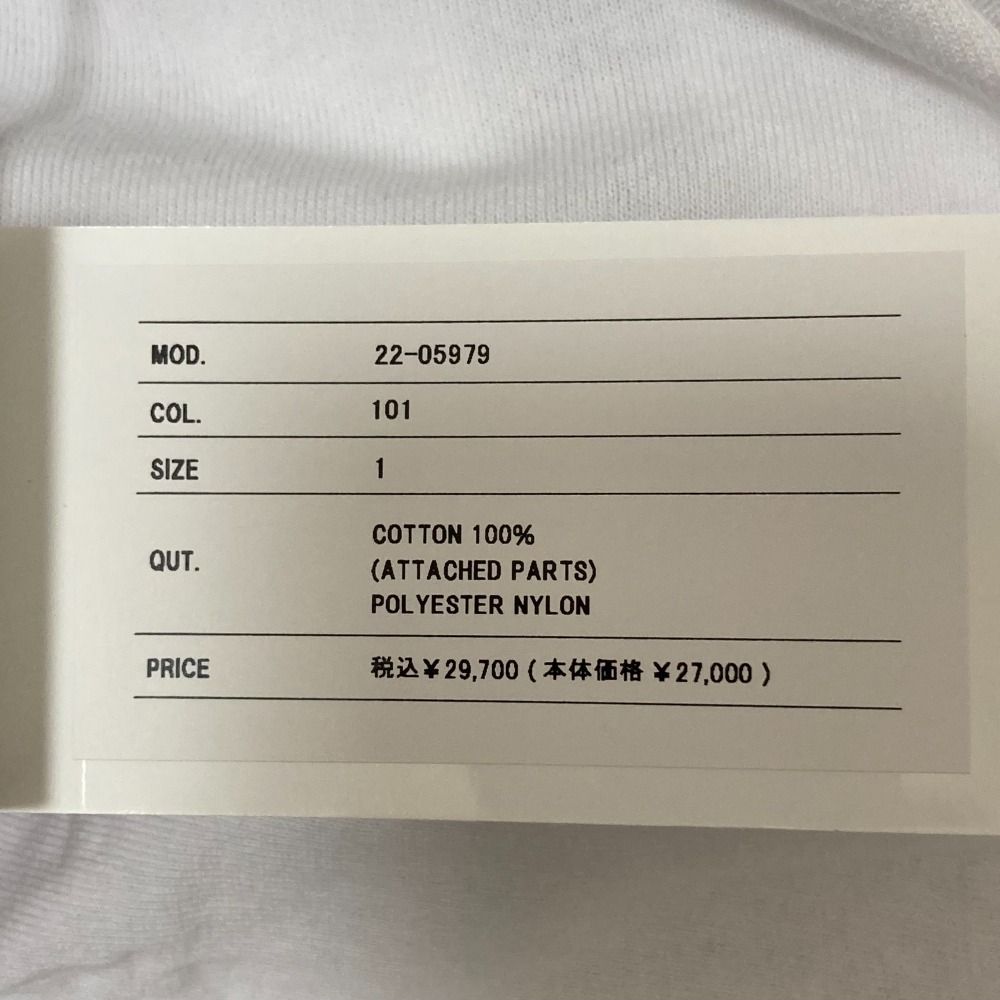 MOD. 22-05979
COL. 101
SIZE 1
QUT. COTTON 100%
(ATTACHED PARTS)
POLYESTER NYLON
PRICE 税込¥29,700 (本体価格 ¥27,000 )